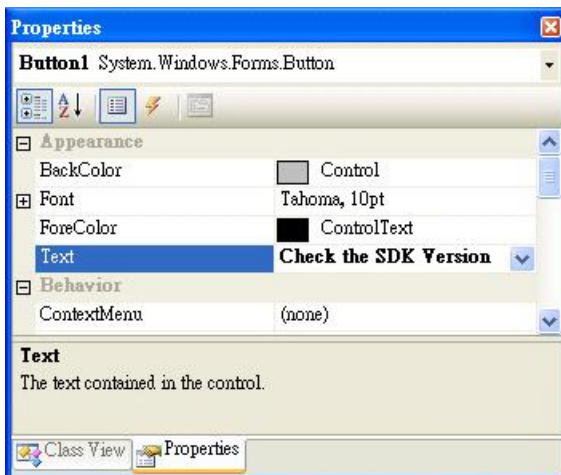 Properties
Button1 System.Windows.Forms.Button
Appearance
BackColor Control
Font Tahoma, 10pt
ForeColor ControlText
Text Check the SDK Version
Behavior
ContextMenu (none)
Text
The text contained in the control.
Class View Properties